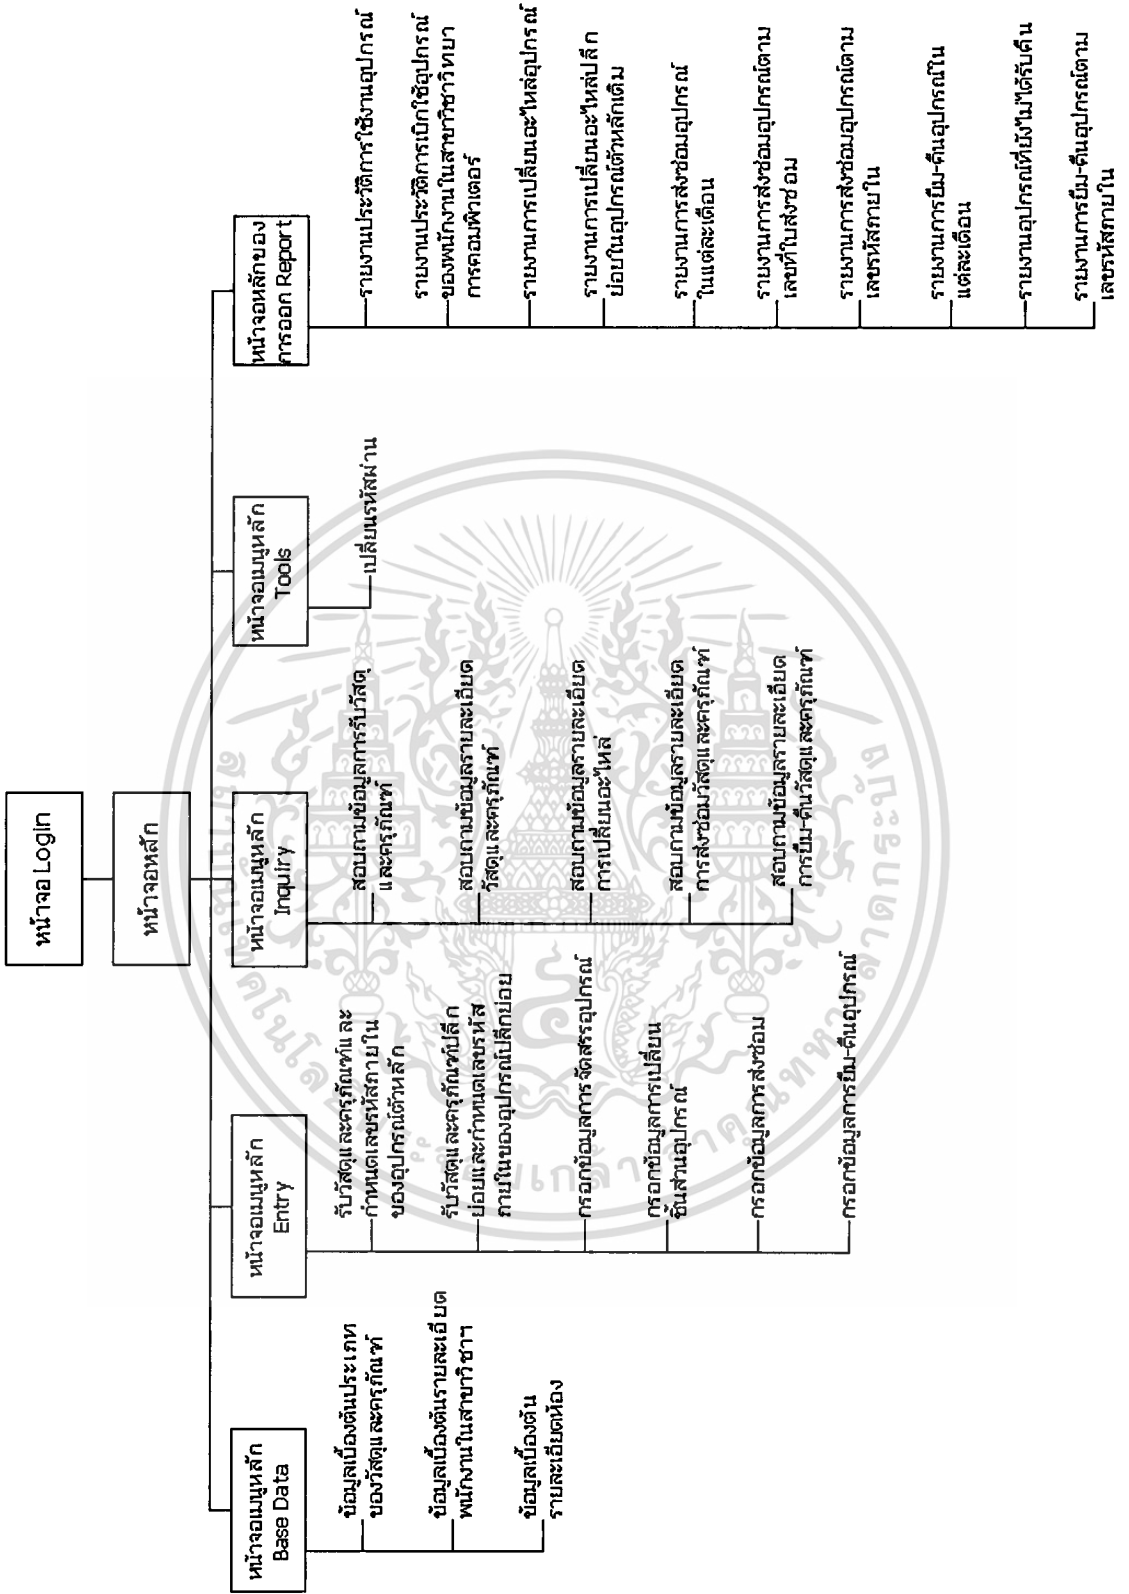 หน้าจอ Login
หน้าจอหลัก
หน้าจอเมนูหลัก
Base Data
ข้อมูลเบื้องต้นประเภท
ของวัสดุและครุภัณฑ์
ข้อมูลเบื้องต้นรายละเอียด
พนักงานในสาขาวิชาฯ
ข้อมูลเบื้องต้น
รายละเอียดห้อง
หน้าจอเมนูหลัก
Entry
รับวัสดุและครุภัณฑ์และ
กำหนดเลขรหัสภายใน
ของอุปกรณ์ตัวหลัก
รับวัสดุและครุภัณฑ์ปลีก
ย่อยและกำหนดเลขรหัส
ภายในของอุปกรณ์ปลีกย่อย
กรอกข้อมูลการจัดสรรอุปกรณ์
กรอกข้อมูลการเปลี่ยน
ชิ้นส่วนอุปกรณ์
กรอกข้อมูลการส่งซ่อม
กรอกข้อมูลการยืม-คืนอุปกรณ์
หน้าจอเมนูหลัก
Inquiry
สอบถามข้อมูลการรับวัสดุ
และครุภัณฑ์
สอบถามข้อมูลรายละเอียด
วัสดุและครุภัณฑ์
สอบถามข้อมูลรายละเอียด
การเปลี่ยนอะไหล่
สอบถามข้อมูลรายละเอียด
การส่งซ่อมวัสดุและครุภัณฑ์
สอบถามข้อมูลรายละเอียด
การยืม-คืนวัสดุและครุภัณฑ์
หน้าจอเมนูหลัก
Tools
เปลี่ยนรหัสผ่าน
หน้าจอหลักของ
การออก Report
รายงานประวัติการใช้งานอุปกรณ์
รายงานประวัติการเบิกใช้อุปกรณ์
ของพนักงานในสาขาวิชาวิทยา
การคอมพิวเตอร์
รายงานการเปลี่ยนอะไหล่อุปกรณ์
รายงานการเปลี่ยนอะไหล่ปลีก
ย่อยในอุปกรณ์ตัวหลักเดิม
รายงานการส่งซ่อมอุปกรณ์
ในแต่ละเดือน
รายงานการส่งซ่อมอุปกรณ์ตาม
เลขที่ใบส่งซ่อม
รายงานการส่งซ่อมอุปกรณ์ตาม
เลขรหัสภายใน
รายงานการยืม-คืนอุปกรณ์ใน
แต่ละเดือน
รายงานอุปกรณ์ที่ยังไม่ได้รับคืน
รายงานการยืม-คืนอุปกรณ์ตาม
เลขรหัสภายใน
สถาบันเทคโนโลยีพระจอมเกล้าเจ้าคุณทหารลาดกระบัง